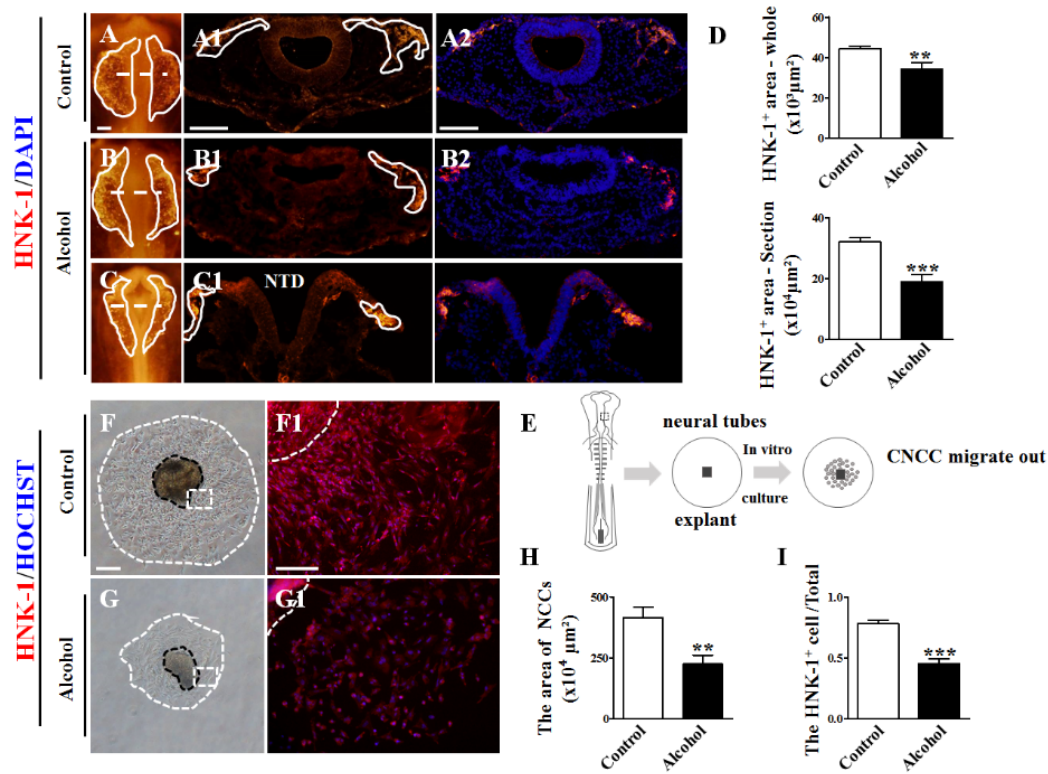 HNK-1/DAPI
Control
Alcohol
A
A1
A2
B
B1
B2
C
C1
NTD
D
HNK-1⁺ area - whole
(x10³μm²)
60
40
20
0
**
Control
Alcohol
HNK-1⁺ area - Section
(x10⁴μm²)
40
20
0
***
Control
Alcohol
HNK-1/HOCHST
Control
Alcohol
F
F1
G
G1
E
neural tubes
explant
In vitro
culture
CNCC migrate out
H
The area of NCCs
(x10⁴ μm²)
500
250
0
**
Control
Alcohol
I
The HNK-1⁺ cell /Total
1.0
0.5
0.0
***
Control
Alcohol